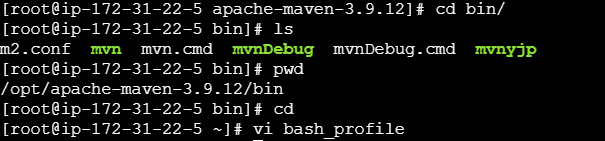 [root@ip-172-31-22-5 apache-maven-3.9.12]# cd bin/
[root@ip-172-31-22-5 bin]# ls
m2.conf  mvn  mvn.cmd  mvnDebug  mvnDebug.cmd  mvnyjp
[root@ip-172-31-22-5 bin]# pwd
/opt/apache-maven-3.9.12/bin
[root@ip-172-31-22-5 bin]# cd
[root@ip-172-31-22-5 ~]# vi bash_profile